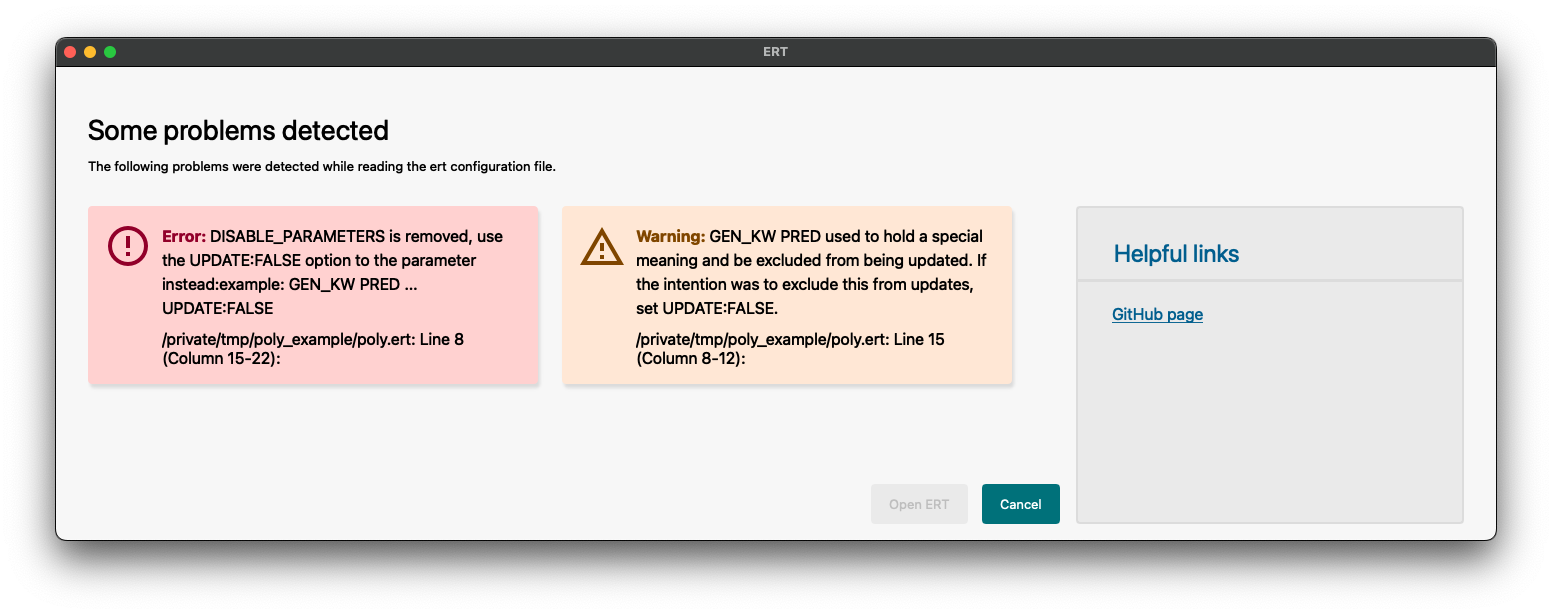 ERT
Some problems detected
The following problems were detected while reading the ert configuration file.
Error: DISABLE_PARAMETERS is removed, use
the UPDATE:FALSE option to the parameter
instead:example: GEN_KW PRED ...
UPDATE:FALSE
/private/tmp/poly_example/poly.ert: Line 8
(Column 15-22):
Warning: GEN_KW PRED used to hold a special
meaning and be excluded from being updated. If
the intention was to exclude this from updates,
set UPDATE:FALSE.
/private/tmp/poly_example/poly.ert: Line 15
(Column 8-12):
Helpful links
GitHub page
Open ERT
Cancel